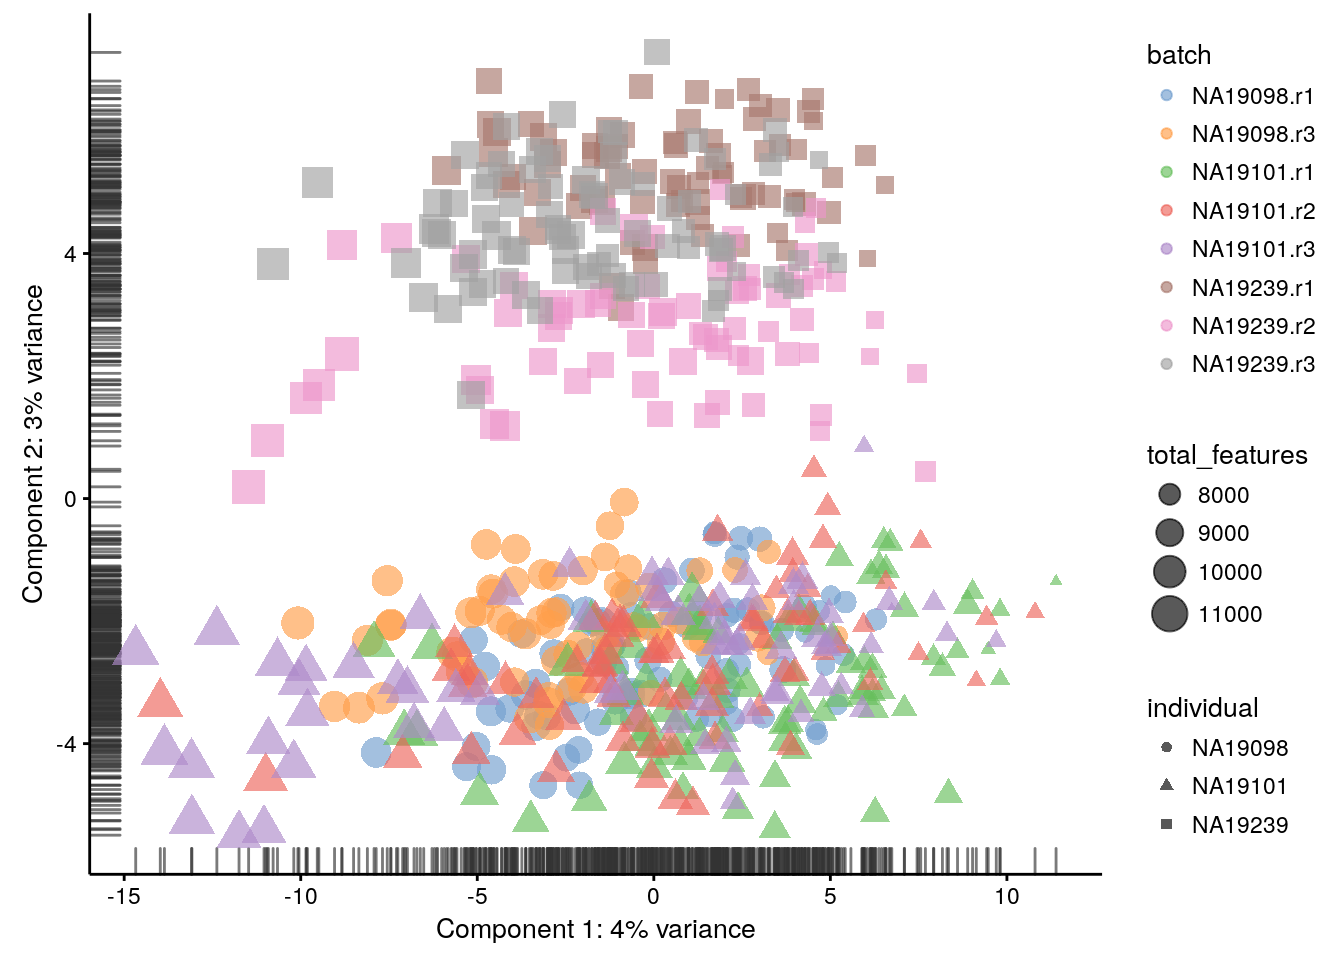 batch
NA19098.r1
NA19098.r3
NA19101.r1
NA19101.r2
NA19101.r3
NA19239.r1
NA19239.r2
NA19239.r3
total_features
8000
9000
10000
11000
individual
NA19098
NA19101
NA19239
Component 2: 3% variance
4
0
-4
-15 -10 -5 0 5 10
Component 1: 4% variance